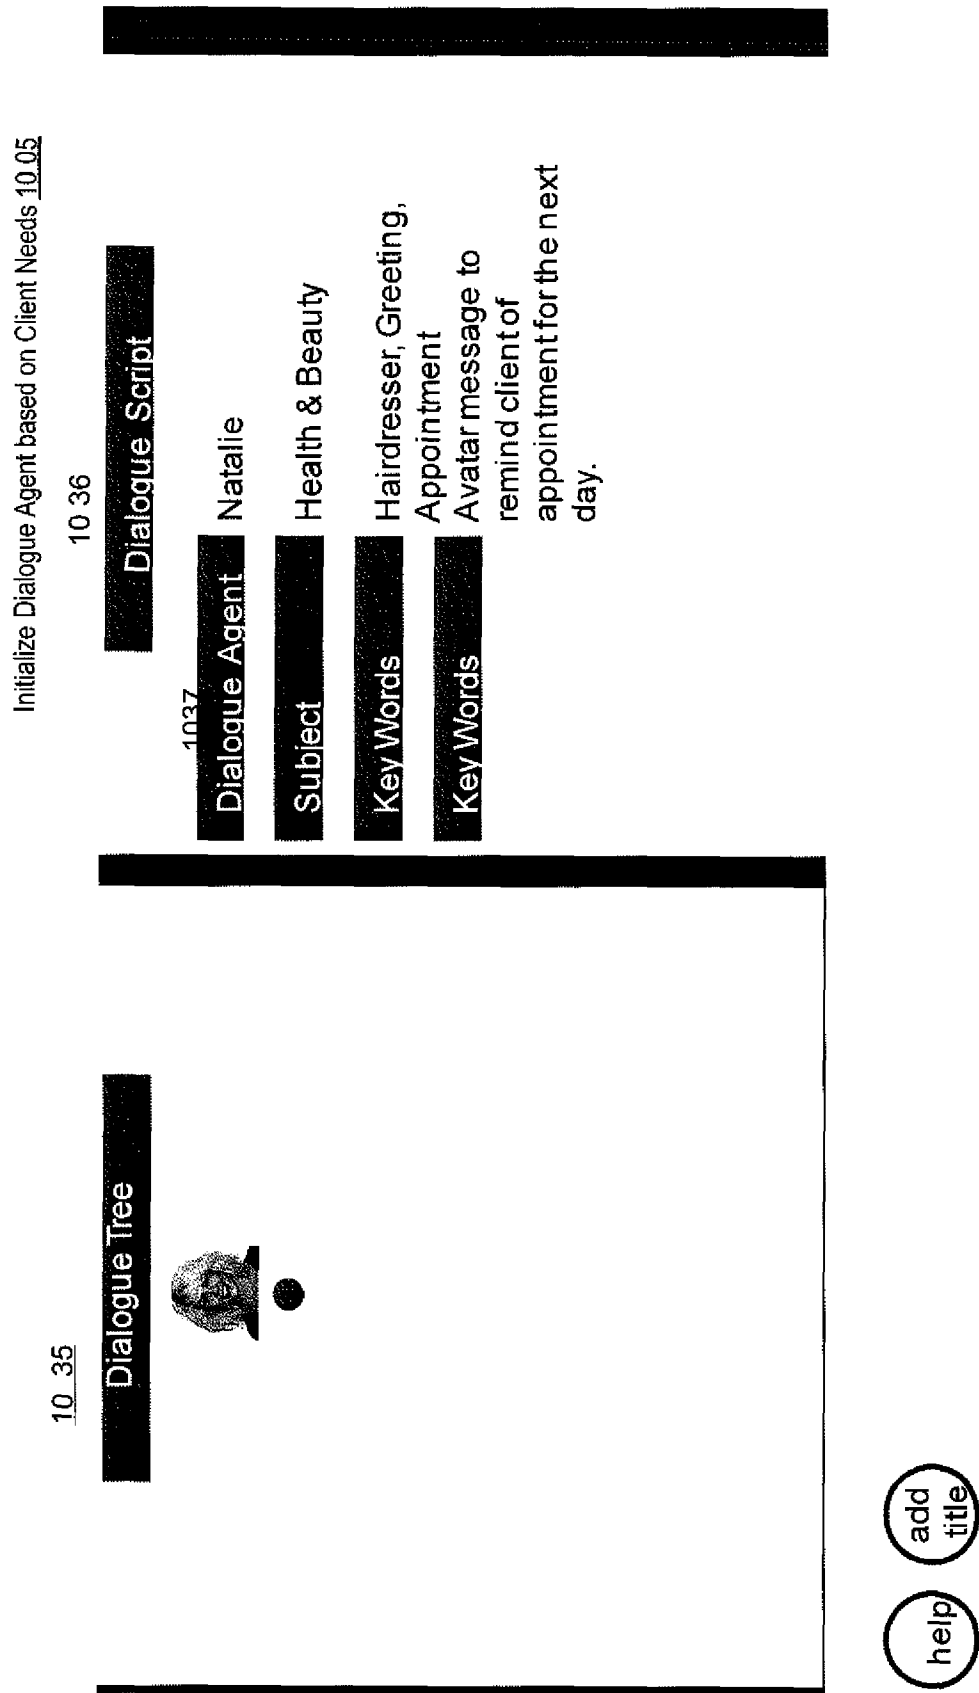 Initialize Dialogue Agent based on Client Needs 10 05
10 35
Dialogue Tree
10 36
Dialogue Script
1037
Dialogue Agent
Natalie
Subject
Health & Beauty
Key Words
Hairdresser, Greeting,
Appointment
Key Words
Avatar message to
remind client of
appointment for the next
day.
help
add
title